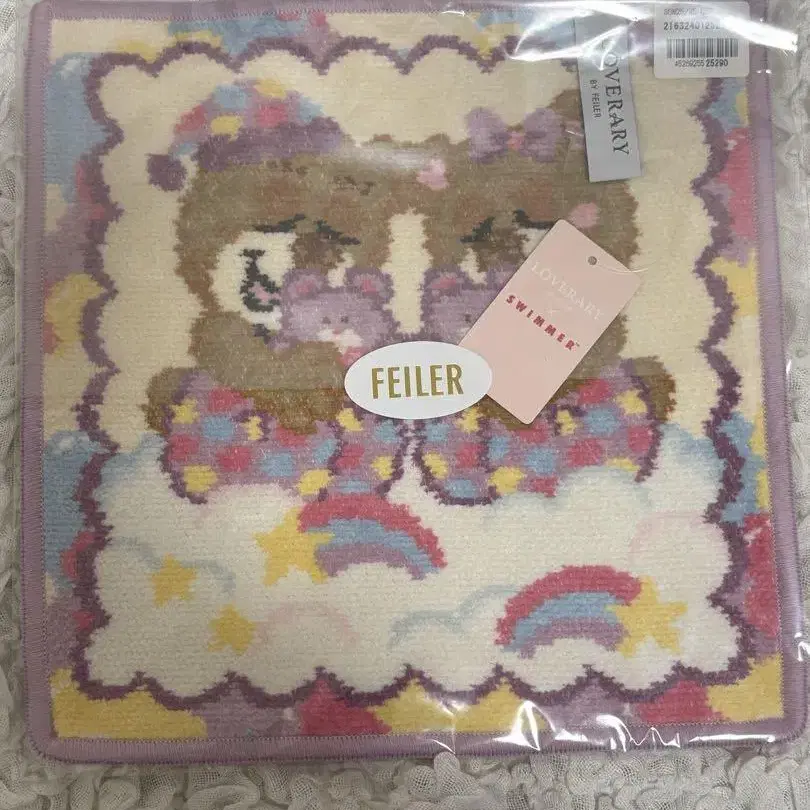 LOVERARY
BY FEILER
25290
LOVERARY
×
SWIMMER
FEILER